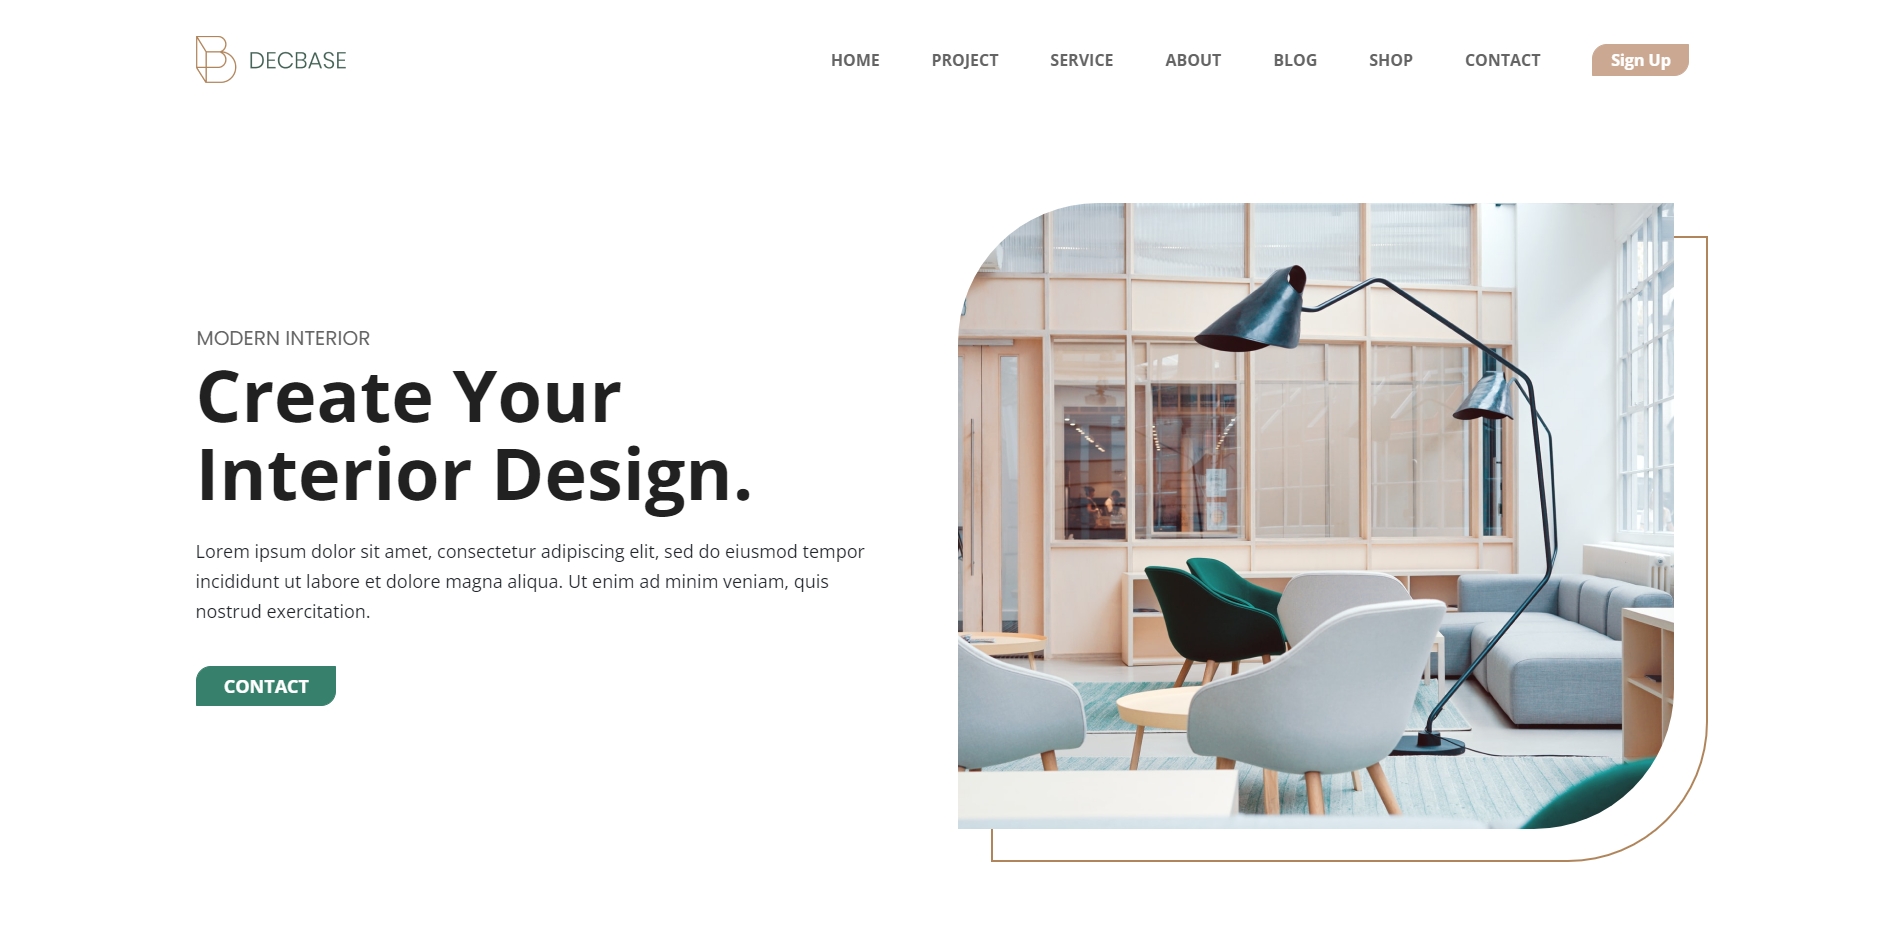 DECBASE
HOME PROJECT SERVICE ABOUT BLOG SHOP CONTACT Sign Up
MODERN INTERIOR
Create Your
Interior Design.
Lorem ipsum dolor sit amet, consectetur adipiscing elit, sed do eiusmod tempor
incididunt ut labore et dolore magna aliqua. Ut enim ad minim veniam, quis
nostrud exercitation.
CONTACT